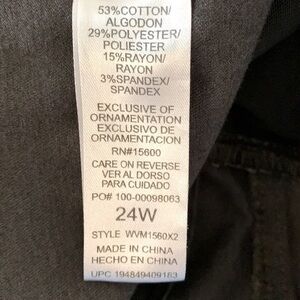 53%COTTON/
ALGODON
29%POLYESTER/
POLIESTER
15%RAYON/
RAYON
3%SPANDEX/
SPANDEX
EXCLUSIVE OF
ORNAMENTATION
EXCLUSIVO DE
ORNAMENTACION
RN#15600
CARE ON REVERSE
VER AL DORSO
PARA CUIDADO
PO# 100-00098063
24W
STYLE WVM1560X2
MADE IN CHINA
HECHO EN CHINA
UPC 194849409163